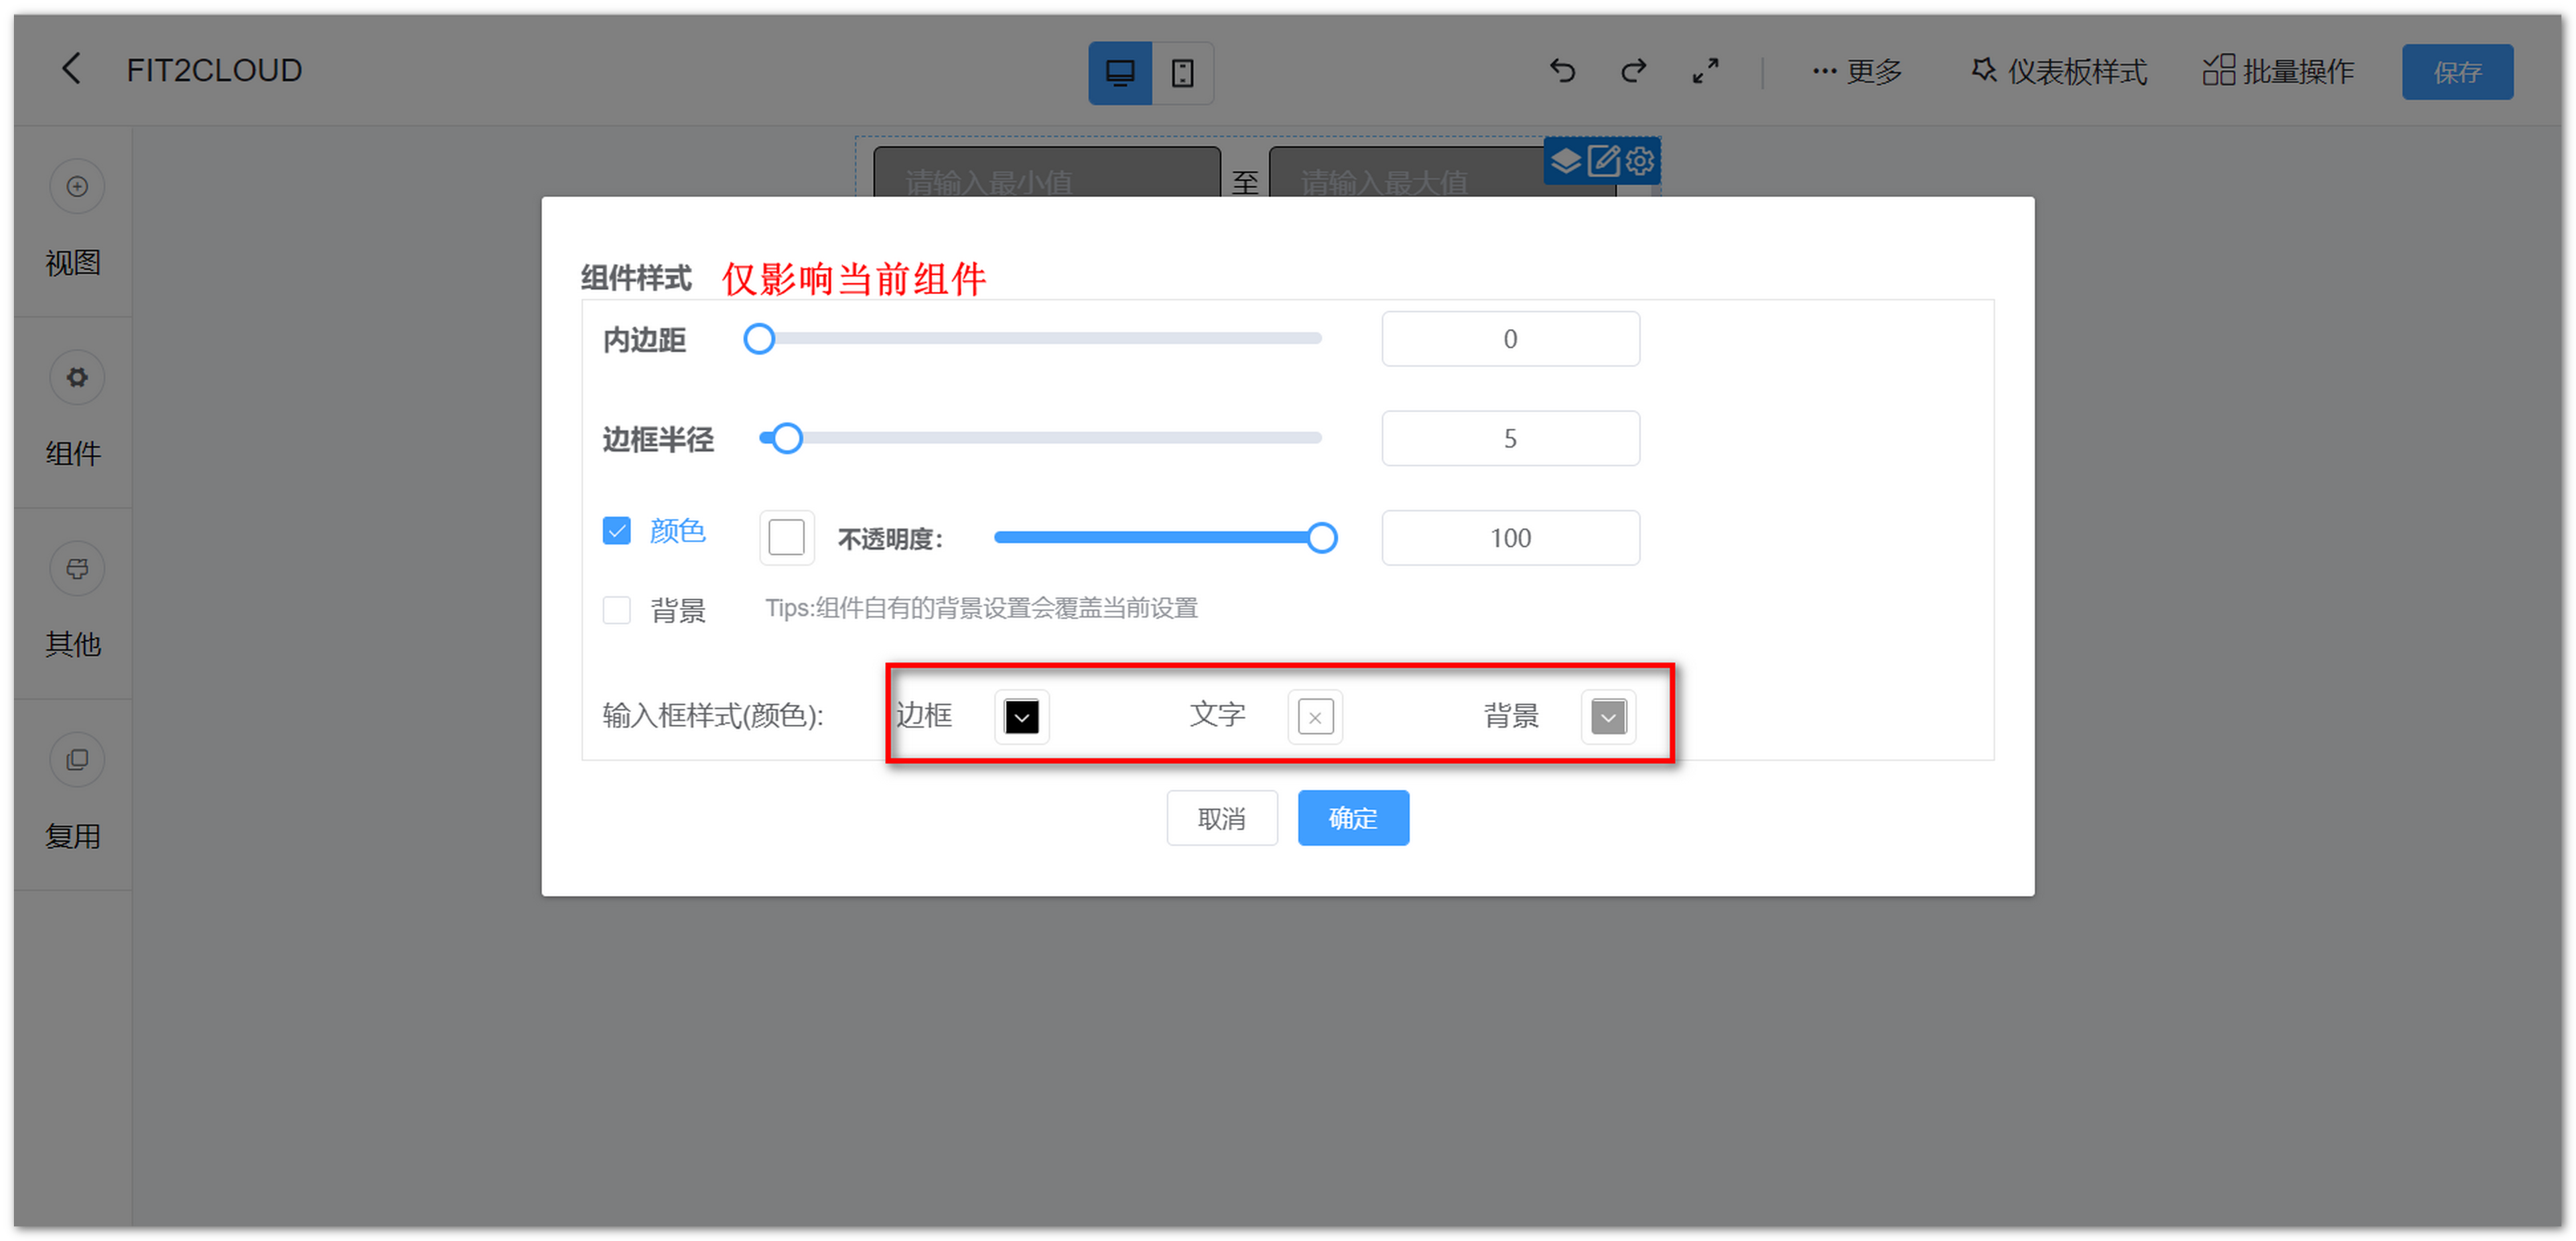 FIT2CLOUD
更多
仪表板样式
批量操作
保存
请输入最小值 至 请输入最大值
视图
组件
其他
复用
组件样式 仅影响当前组件
内边距 0
边框半径 5
颜色 不透明度: 100
背景 Tips:组件自有的背景设置会覆盖当前设置
输入框样式(颜色): 边框 文字 背景
取消 确定